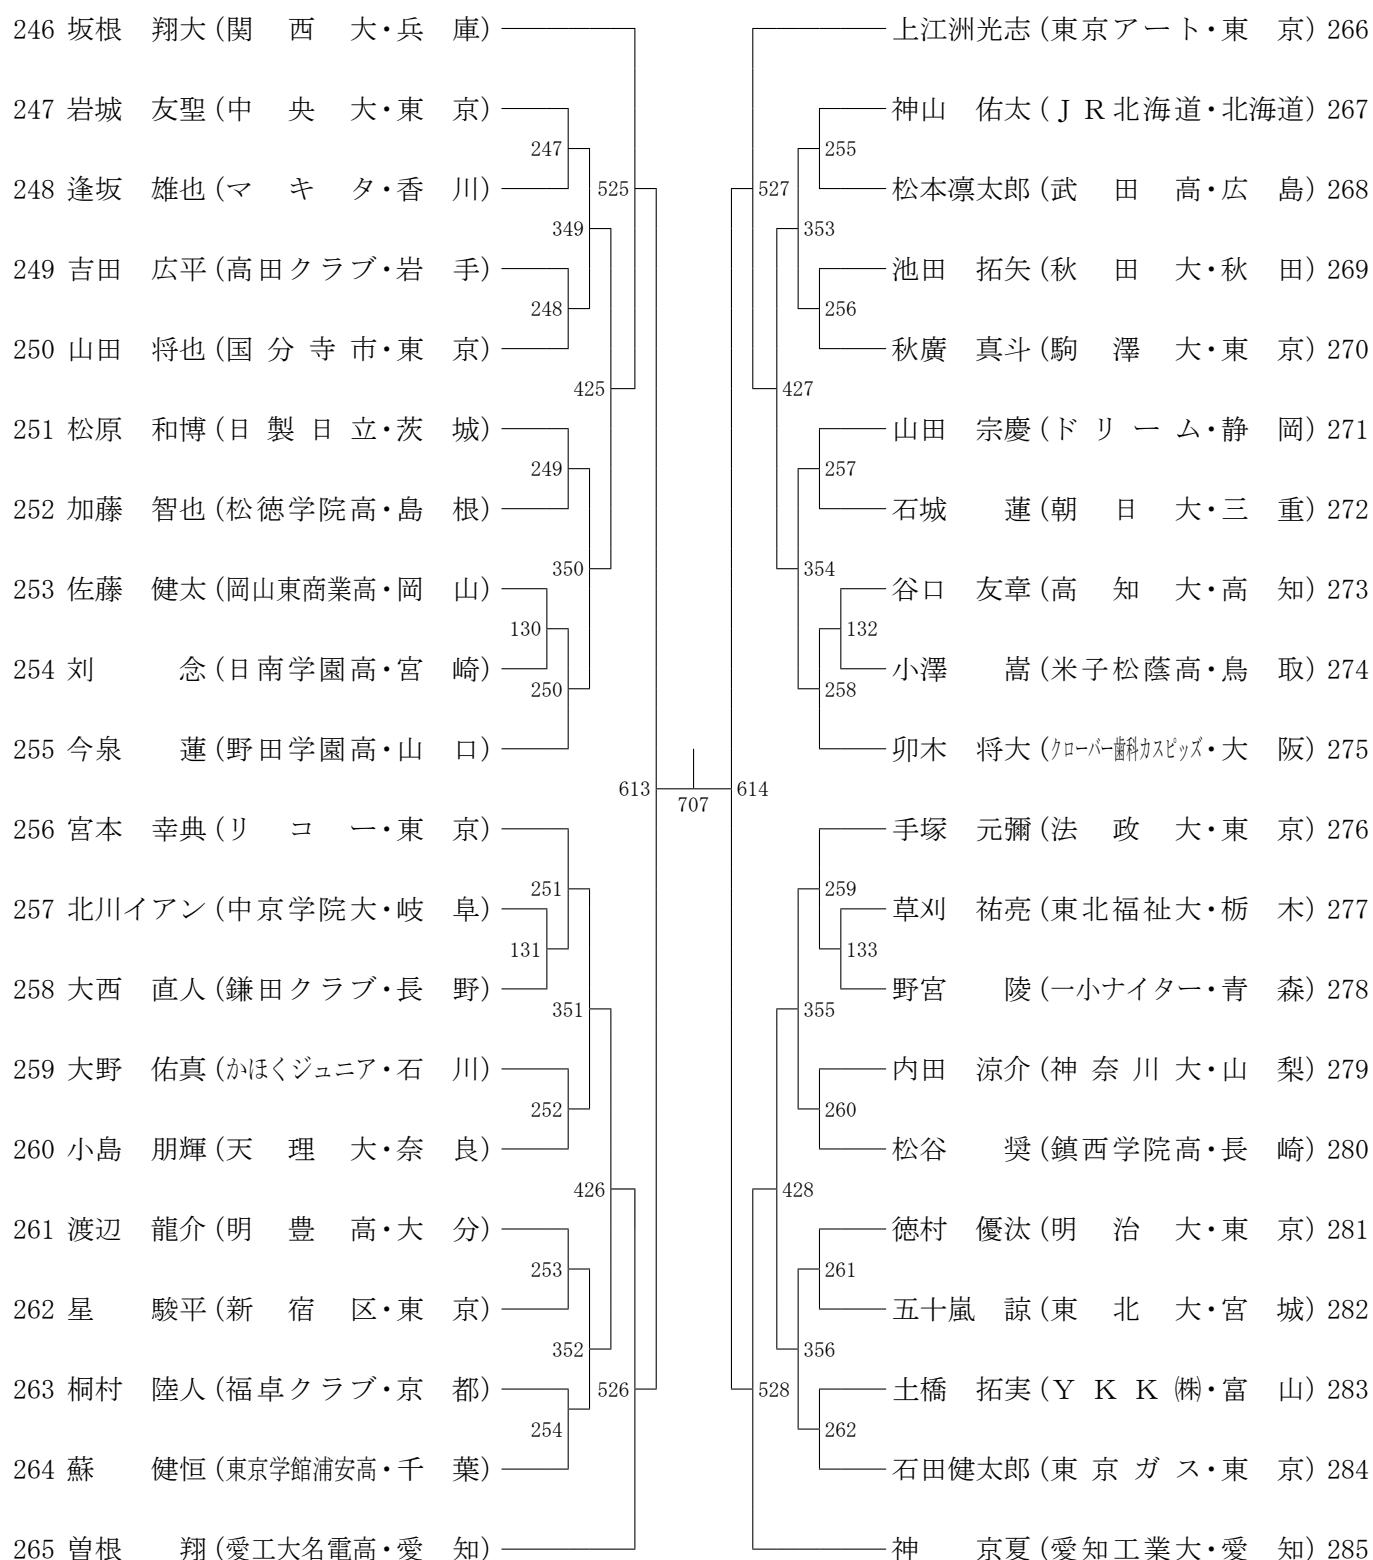 246 坂根　翔大 (関　西　大・兵　庫)
247 岩城　友聖 (中　央　大・東　京)
248 逢坂　雄也 (マ　キ　タ・香　川)
249 吉田　広平 (高田クラブ・岩　手)
250 山田　将也 (国分寺市・東　京)
251 松原　和博 (日製日立・茨　城)
252 加藤　智也 (松徳学院高・島　根)
253 佐藤　健太 (岡山東商業高・岡　山)
254 刘　　念 (日南学園高・宮　崎)
255 今泉　　蓮 (野田学園高・山　口)
256 宮本　幸典 (リ　コ　ー・東　京)
257 北川イアン (中京学院大・岐　阜)
258 大西　直人 (鎌田クラブ・長　野)
259 大野　佑真 (かほくジュニア・石　川)
260 小島　朋輝 (天　理　大・奈　良)
261 渡辺　龍介 (明　豊　高・大　分)
262 星　　駿平 (新　宿　区・東　京)
263 桐村　陸人 (福卓クラブ・京　都)
264 蘇　　健恒 (東京学館浦安高・千　葉)
265 曽根　　翔 (愛工大名電高・愛　知)
247
248
249
130
250
251
131
252
253
254
349
350
351
352
425
426
525
526
613
707
614
527
528
427
428
353
354
355
356
255
256
257
132
258
259
133
260
261
262
上江洲光志 (東京アート・東　京) 266
神山　佑太 (ＪＲ北海道・北海道) 267
松本凛太郎 (武　田　高・広　島) 268
池田　拓矢 (秋　田　大・秋　田) 269
秋廣　真斗 (駒　澤　大・東　京) 270
山田　宗慶 (ドリーム・静　岡) 271
石城　　蓮 (朝　日　大・三　重) 272
谷口　友章 (高　知　大・高　知) 273
小澤　　嵩 (米子松蔭高・鳥　取) 274
卯木　将大 (クローバー歯科カスピッズ・大　阪) 275
手塚　元彌 (法　政　大・東　京) 276
草刈　祐亮 (東北福祉大・栃　木) 277
野宮　　陵 (一小ナイター・青　森) 278
内田　涼介 (神奈川大・山　梨) 279
松谷　　奨 (鎮西学院高・長　崎) 280
徳村　優汰 (明　治　大・東　京) 281
五十嵐　諒 (東　北　大・宮　城) 282
土橋　拓実 (ＹＫＫ㈱・富　山) 283
石田健太郎 (東京ガス・東　京) 284
神　　京夏 (愛知工業大・愛　知) 285